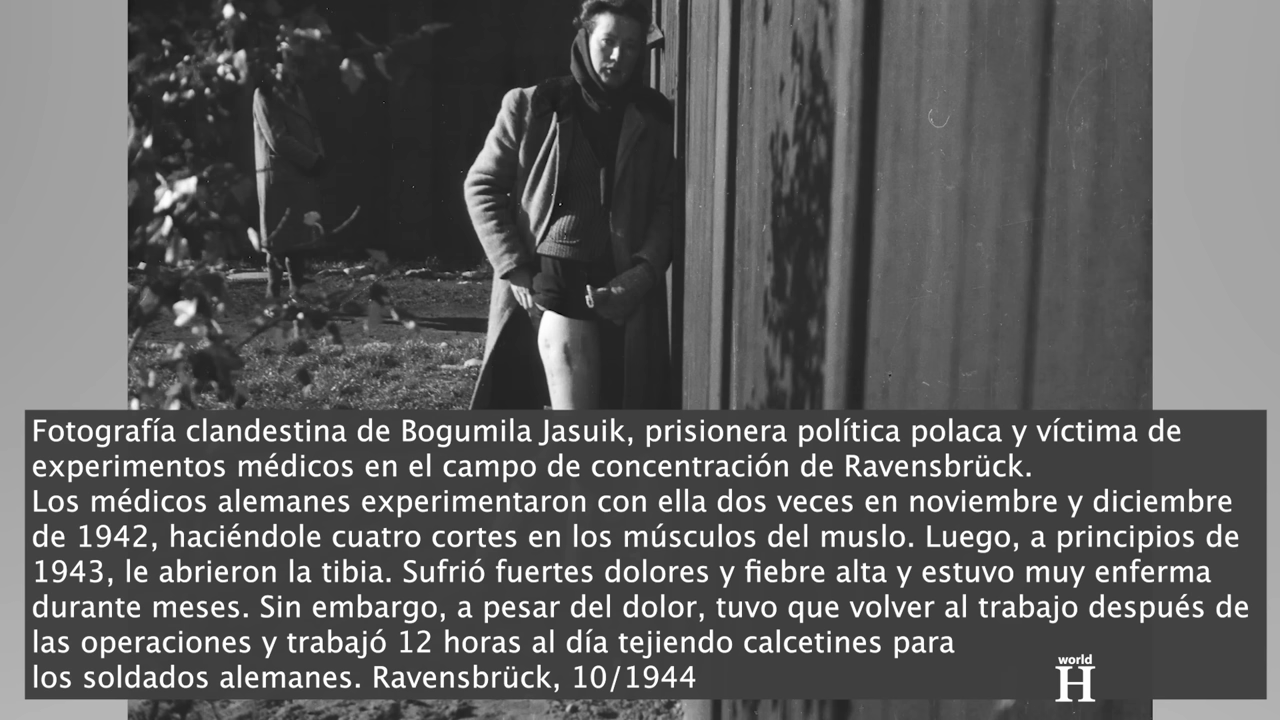 Fotografía clandestina de Bogumila Jasuik, prisionera política polaca y víctima de
experimentos médicos en el campo de concentración de Ravensbrück.
Los médicos alemanes experimentaron con ella dos veces en noviembre y diciembre
de 1942, haciéndole cuatro cortes en los músculos del muslo. Luego, a principios de
1943, le abrieron la tibia. Sufrió fuertes dolores y fiebre alta y estuvo muy enferma
durante meses. Sin embargo, a pesar del dolor, tuvo que volver al trabajo después de
las operaciones y trabajó 12 horas al día tejiendo calcetines para
los soldados alemanes. Ravensbrück, 10/1944
world
H